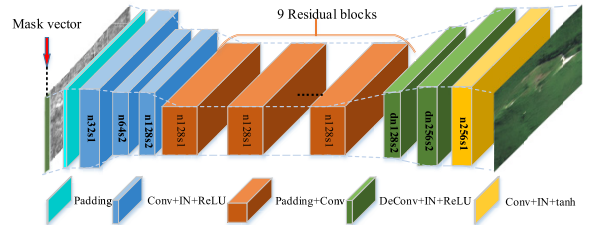 9 Residual blocks
Mask vector
n32s1
n64s2
n128s2
n128s1
n128s1
n128s1
dn128s2
dn256s2
n256s1
Padding
Conv+IN+ReLU
Padding+Conv
DeConv+IN+ReLU
Conv+IN+tanh